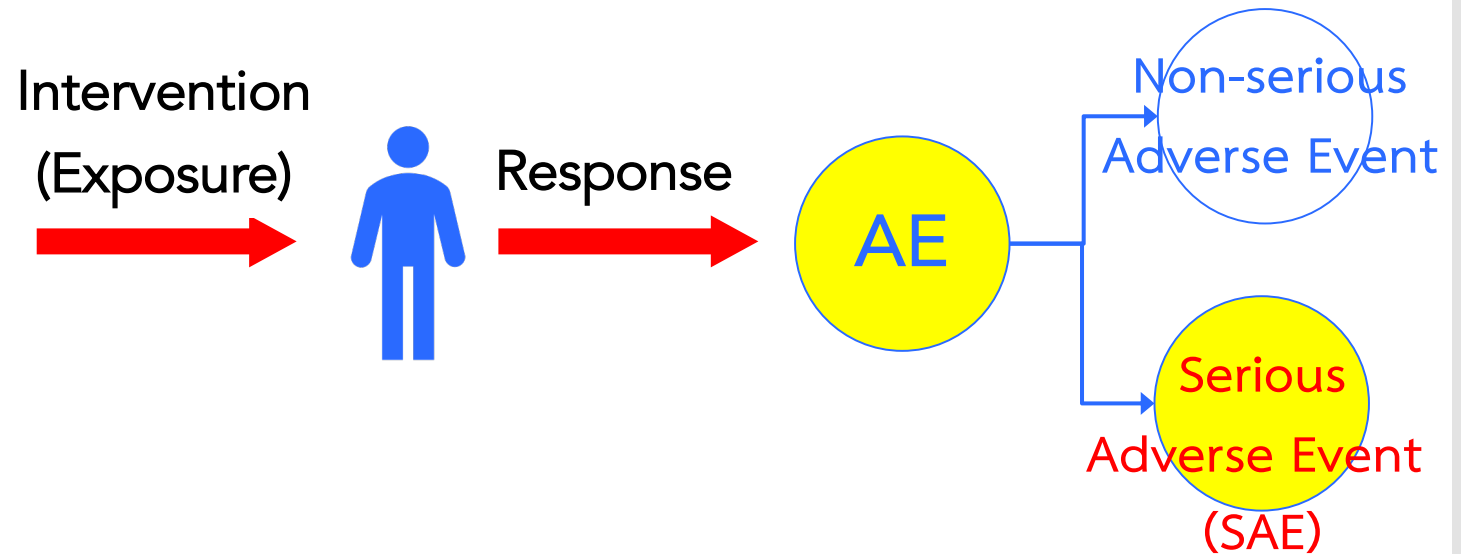 Intervention
(Exposure)
Response
AE
Non-serious
Adverse Event
Serious
Adverse Event
(SAE)